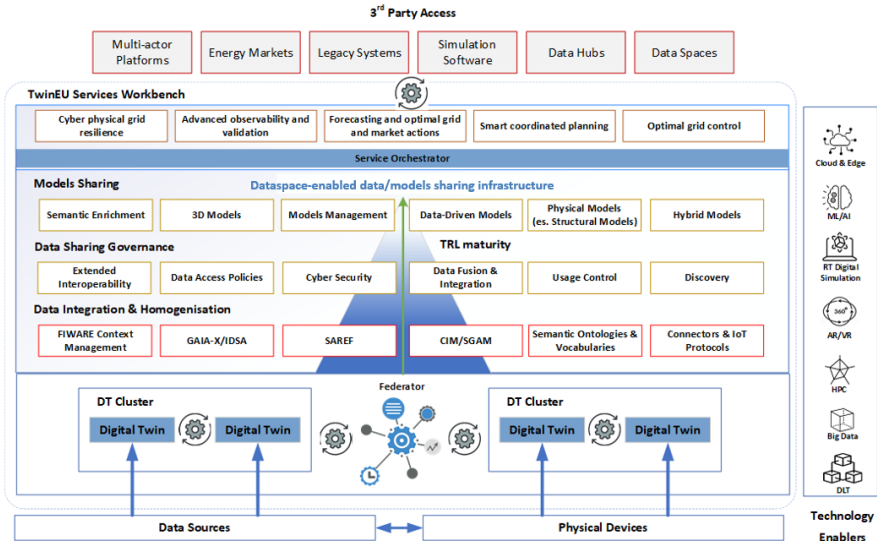 3rd Party Access
Multi-actor
Platforms
Energy Markets
Legacy Systems
Simulation
Software
Data Hubs
Data Spaces
TwinEU Services Workbench
Cyber physical grid
resilience
Advanced observability and
validation
Forecasting and optimal grid
and market actions
Smart coordinated planning
Optimal grid control
Service Orchestrator
Models Sharing
Dataspace-enabled data/models sharing infrastructure
Semantic Enrichment
3D Models
Models Management
Data-Driven Models
Physical Models
(es. Structural Models)
Hybrid Models
Data Sharing Governance
TRL maturity
Extended
Interoperability
Data Access Policies
Cyber Security
Data Fusion &
Integration
Usage Control
Discovery
Data Integration & Homogenisation
FIWARE Context
Management
GAIA-X/IDSA
SAREF
CIM/SGAM
Semantic Ontologies &
Vocabularies
Connectors & IoT
Protocols
Federator
DT Cluster
Digital Twin
Digital Twin
DT Cluster
Digital Twin
Digital Twin
Data Sources
Physical Devices
Cloud & Edge
ML/AI
RT Digital
Simulation
360°
AR/VR
HPC
Big Data
DLT
Technology
Enablers